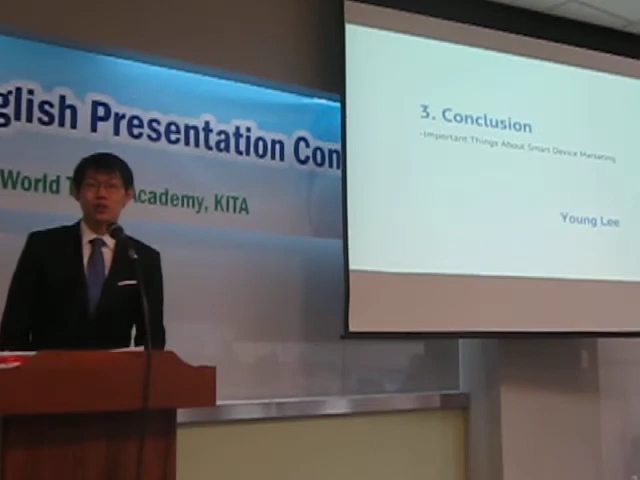 glish Presentation Con
World T Academy, KITA
3. Conclusion
-Important Things About Smart Device Marketing
Young Lee